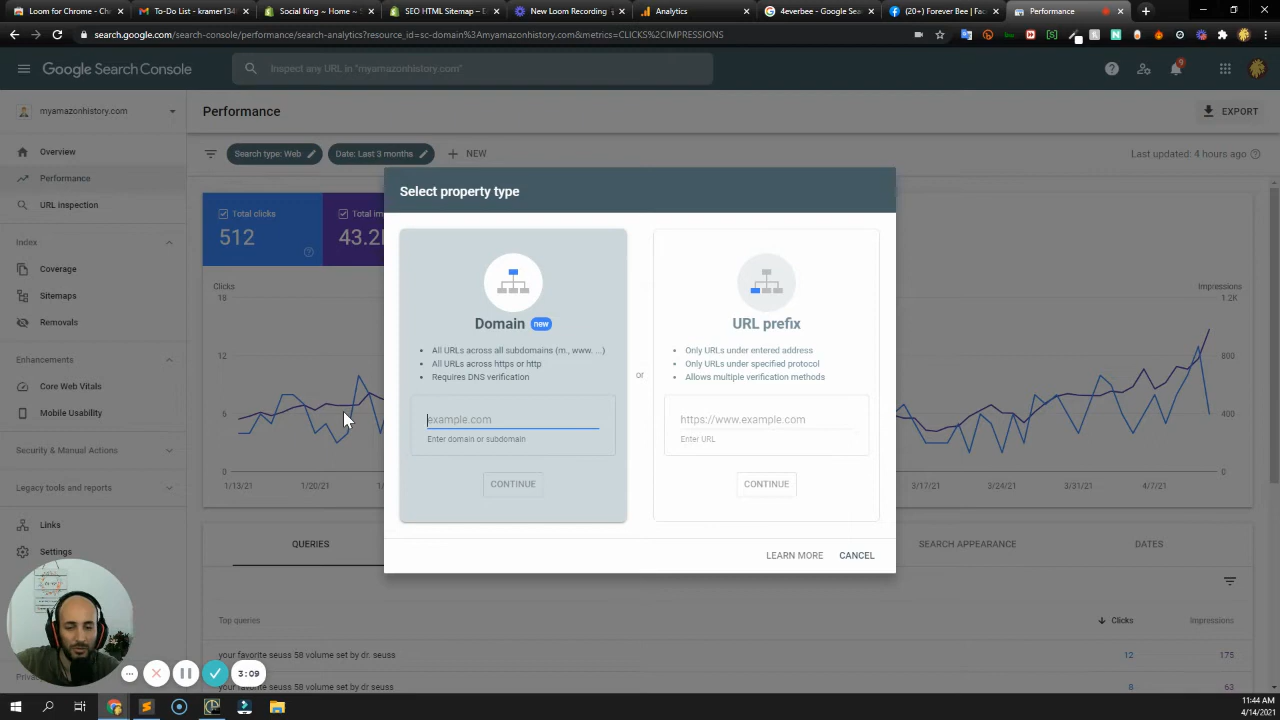 Loom for Chrome - Ch
To-Do List - kramer134
Social King ~ Home ~ S
SEO HTML Sitemap ~ E
New Loom Recording
Analytics
4everbee - Google Sea
(20+) Forever Bee | Fac
Performance
search.google.com/search-console/performance/search-analytics?resource_id=sc-domain%3Amyamazonhistory.com&metrics=CLICKS%2CIMPRESSIONS
Google Search Console
Inspect any URL in "myamazonhistory.com"
9
myamazonhistory.com
Performance
EXPORT
Overview
Performance
URL inspection
Index
Coverage
Sitemaps
Removals
Enhancements
Core Web Vitals
Mobile Usability
Security & Manual Actions
Legacy tools and reports
Links
Settings
Search type: Web
Date: Last 3 months
NEW
Last updated: 4 hours ago
Total clicks
512
Total im
43.2
Clicks
18
12
6
0
Impressions
1.2K
800
400
0
1/13/21
1/20/21
1/27/21
3/17/21
3/24/21
3/31/21
4/7/21
Select property type
Domain new
All URLs across all subdomains (m., www. ...)
All URLs across https or http
Requires DNS verification
example.com
Enter domain or subdomain
CONTINUE
or
URL prefix
Only URLs under entered address
Only URLs under specified protocol
Allows multiple verification methods
https://www.example.com
Enter URL
CONTINUE
LEARN MORE
CANCEL
QUERIES
SEARCH APPEARANCE
DATES
Top queries
Clicks
Impressions
your favorite seuss 58 volume set by dr. seuss
12
175
your favorite seuss 58 volume set by dr seuss
8
63
3:09
11:44 AM
4/14/2021